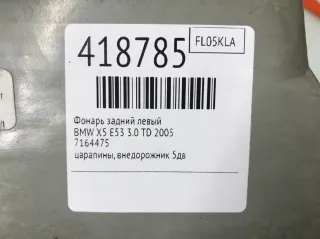 418785
FL05KLA
Фонарь задний левый
BMW X5 E53 3.0 TD 2005
7164475
царапины, внедорожник 5дв